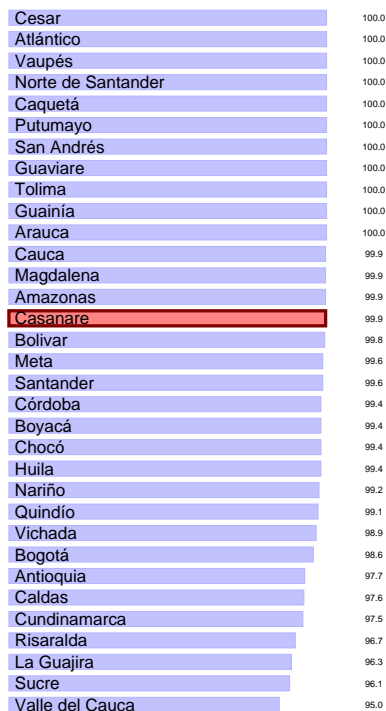 Cesar 100.0
Atlántico 100.0
Vaupés 100.0
Norte de Santander 100.0
Caquetá 100.0
Putumayo 100.0
San Andrés 100.0
Guaviare 100.0
Tolima 100.0
Guainía 100.0
Arauca 100.0
Cauca 99.9
Magdalena 99.9
Amazonas 99.9
Casanare 99.9
Bolivar 99.8
Meta 99.6
Santander 99.6
Córdoba 99.4
Boyacá 99.4
Chocó 99.4
Huila 99.4
Nariño 99.2
Quindío 99.1
Vichada 98.9
Bogotá 98.6
Antioquia 97.7
Caldas 97.6
Cundinamarca 97.5
Risaralda 96.7
La Guajira 96.3
Sucre 96.1
Valle del Cauca 95.0